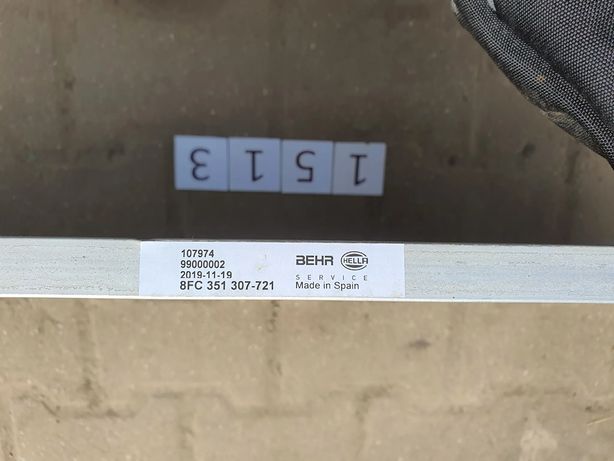 1513
107974
99000002
2019-11-19
8FC 351 307-721
BEHR HELLA
SERVICE
Made in Spain